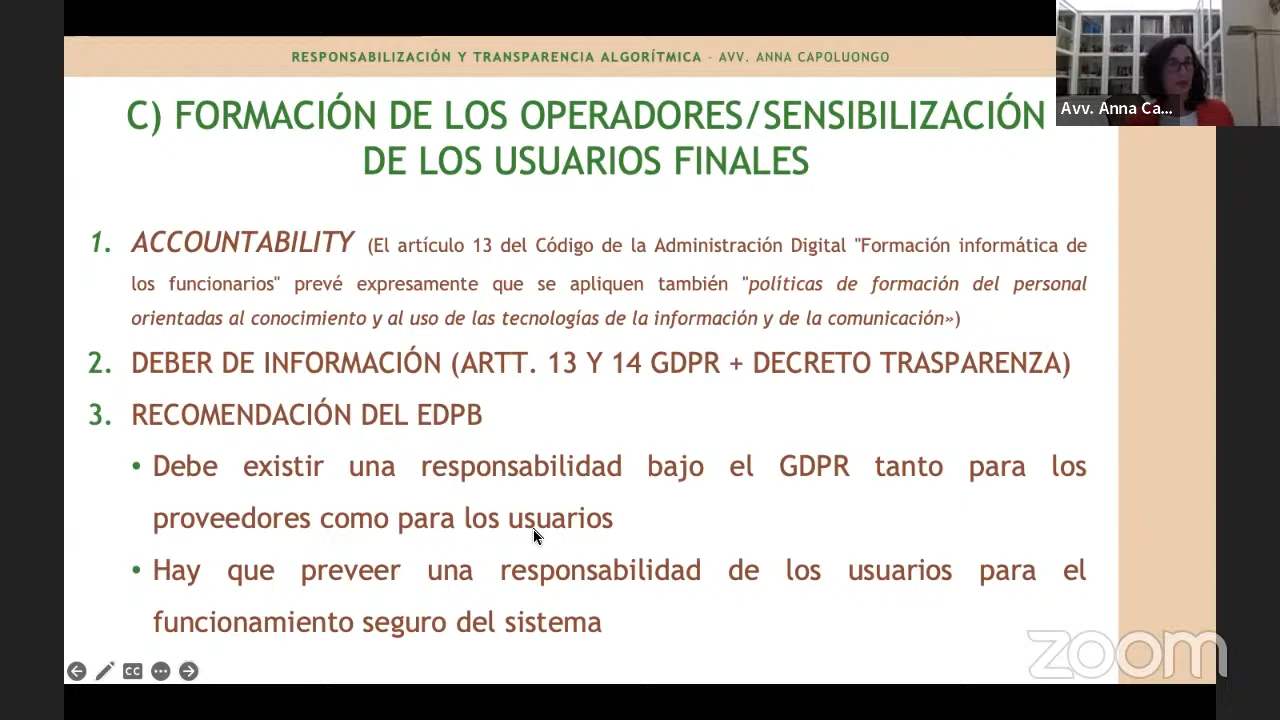 RESPONSABILIZACIÓN Y TRANSPARENCIA ALGORÍTMICA - AVV. ANNA CAPOLUONGO
Avv. Anna Ca...
C) FORMACIÓN DE LOS OPERADORES/SENSIBILIZACIÓN
DE LOS USUARIOS FINALES
1. ACCOUNTABILITY (El artículo 13 del Código de la Administración Digital "Formación informática de
los funcionarios" prevé expresamente que se apliquen también "políticas de formación del personal
orientadas al conocimiento y al uso de las tecnologías de la información y de la comunicación»)
2. DEBER DE INFORMACIÓN (ARTT. 13 Y 14 GDPR + DECRETO TRASPARENZA)
3. RECOMENDACIÓN DEL EDPB
• Debe existir una responsabilidad bajo el GDPR tanto para los
proveedores como para los usuarios
• Hay que preveer una responsabilidad de los usuarios para el
funcionamiento seguro del sistema
CC
zoom